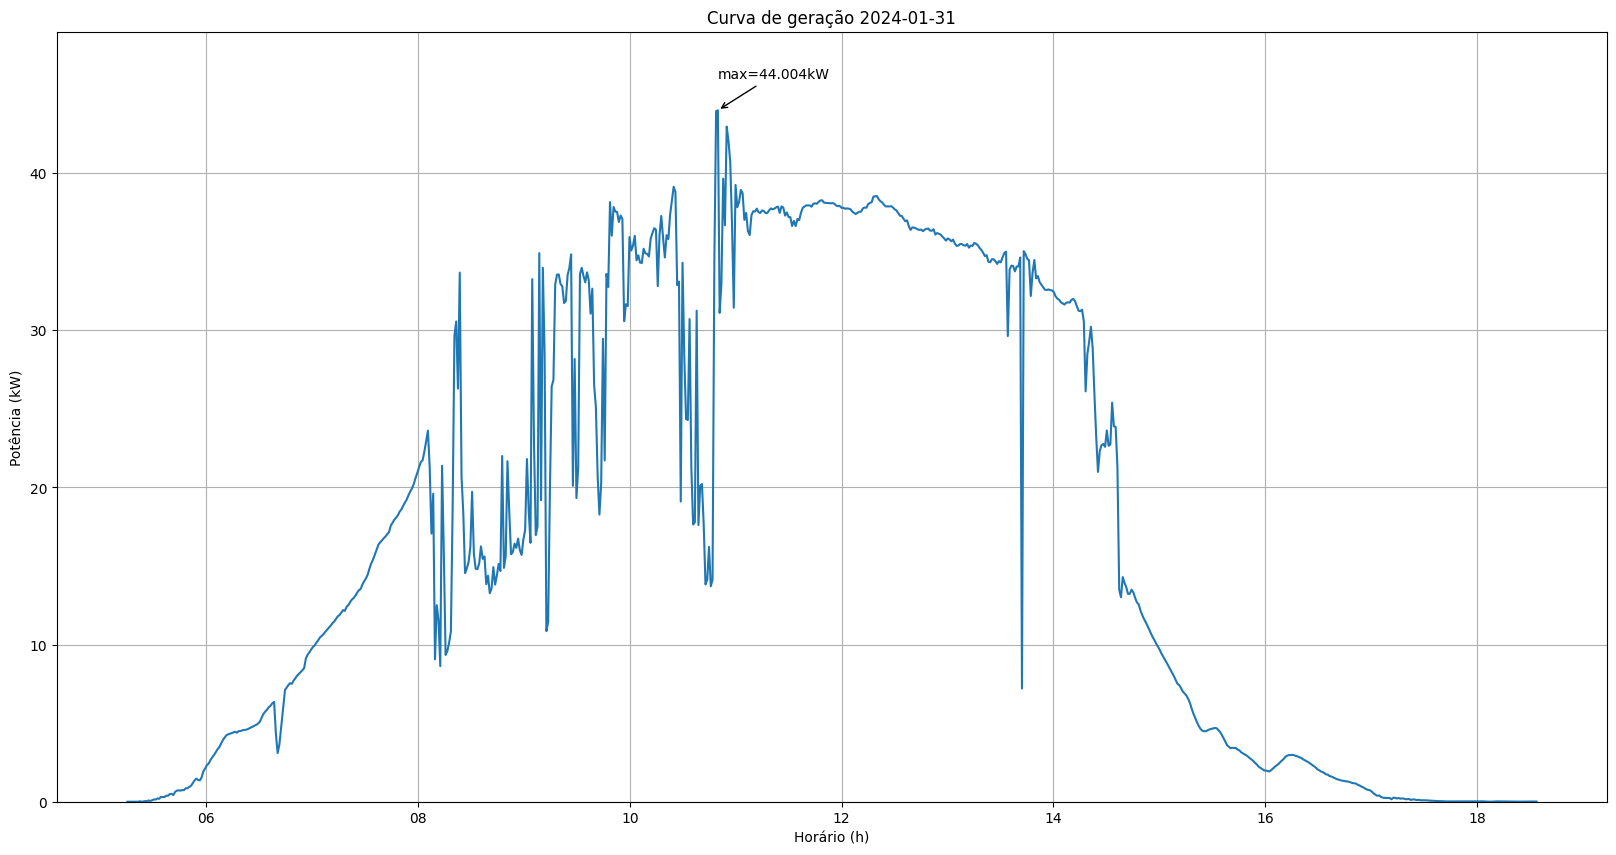 Curva de geração 2024-01-31
max=44.004kW
Potência (kW)
40
30
20
10
0
06 08 10 12 14 16 18
Horário (h)